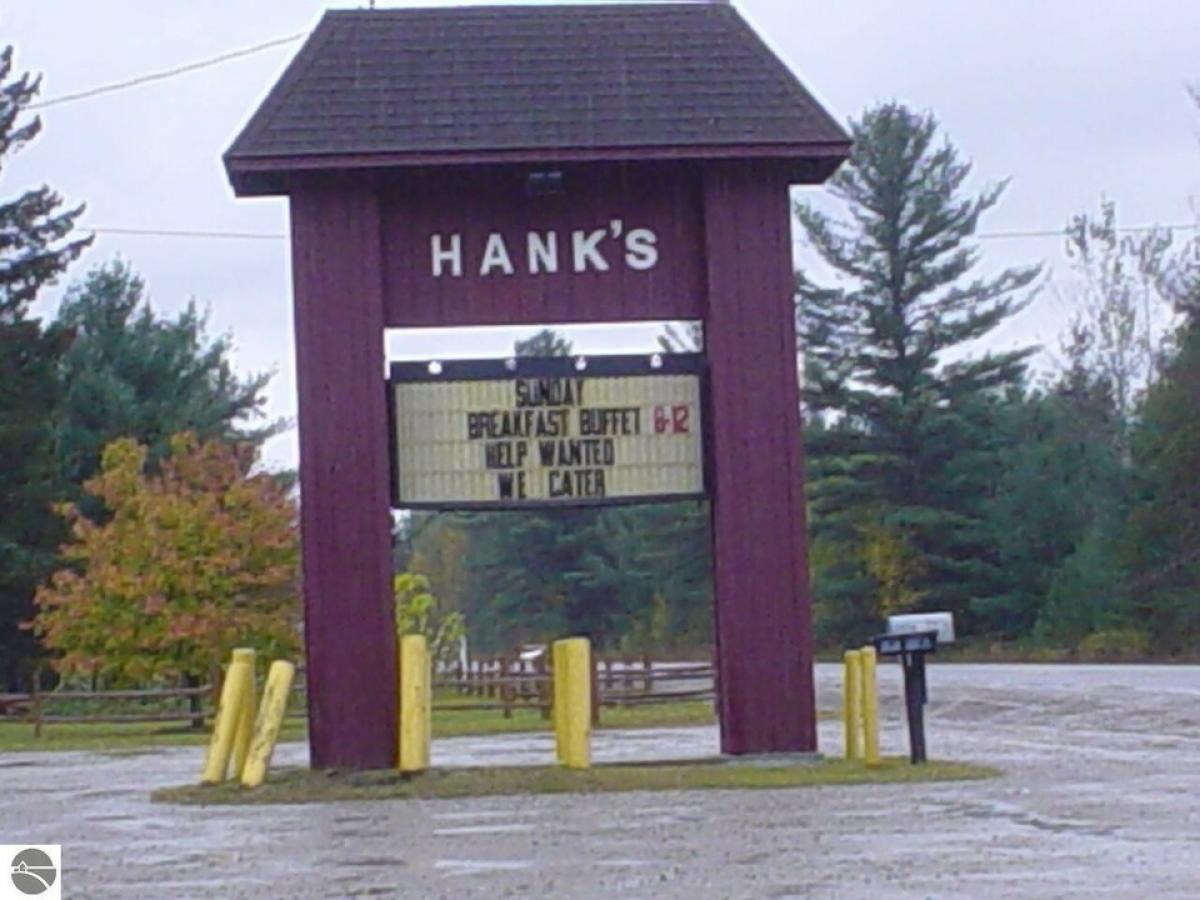 HANK'S
SUNDAY
BREAKFAST BUFFET 8-12
HELP WANTED
WE CATER